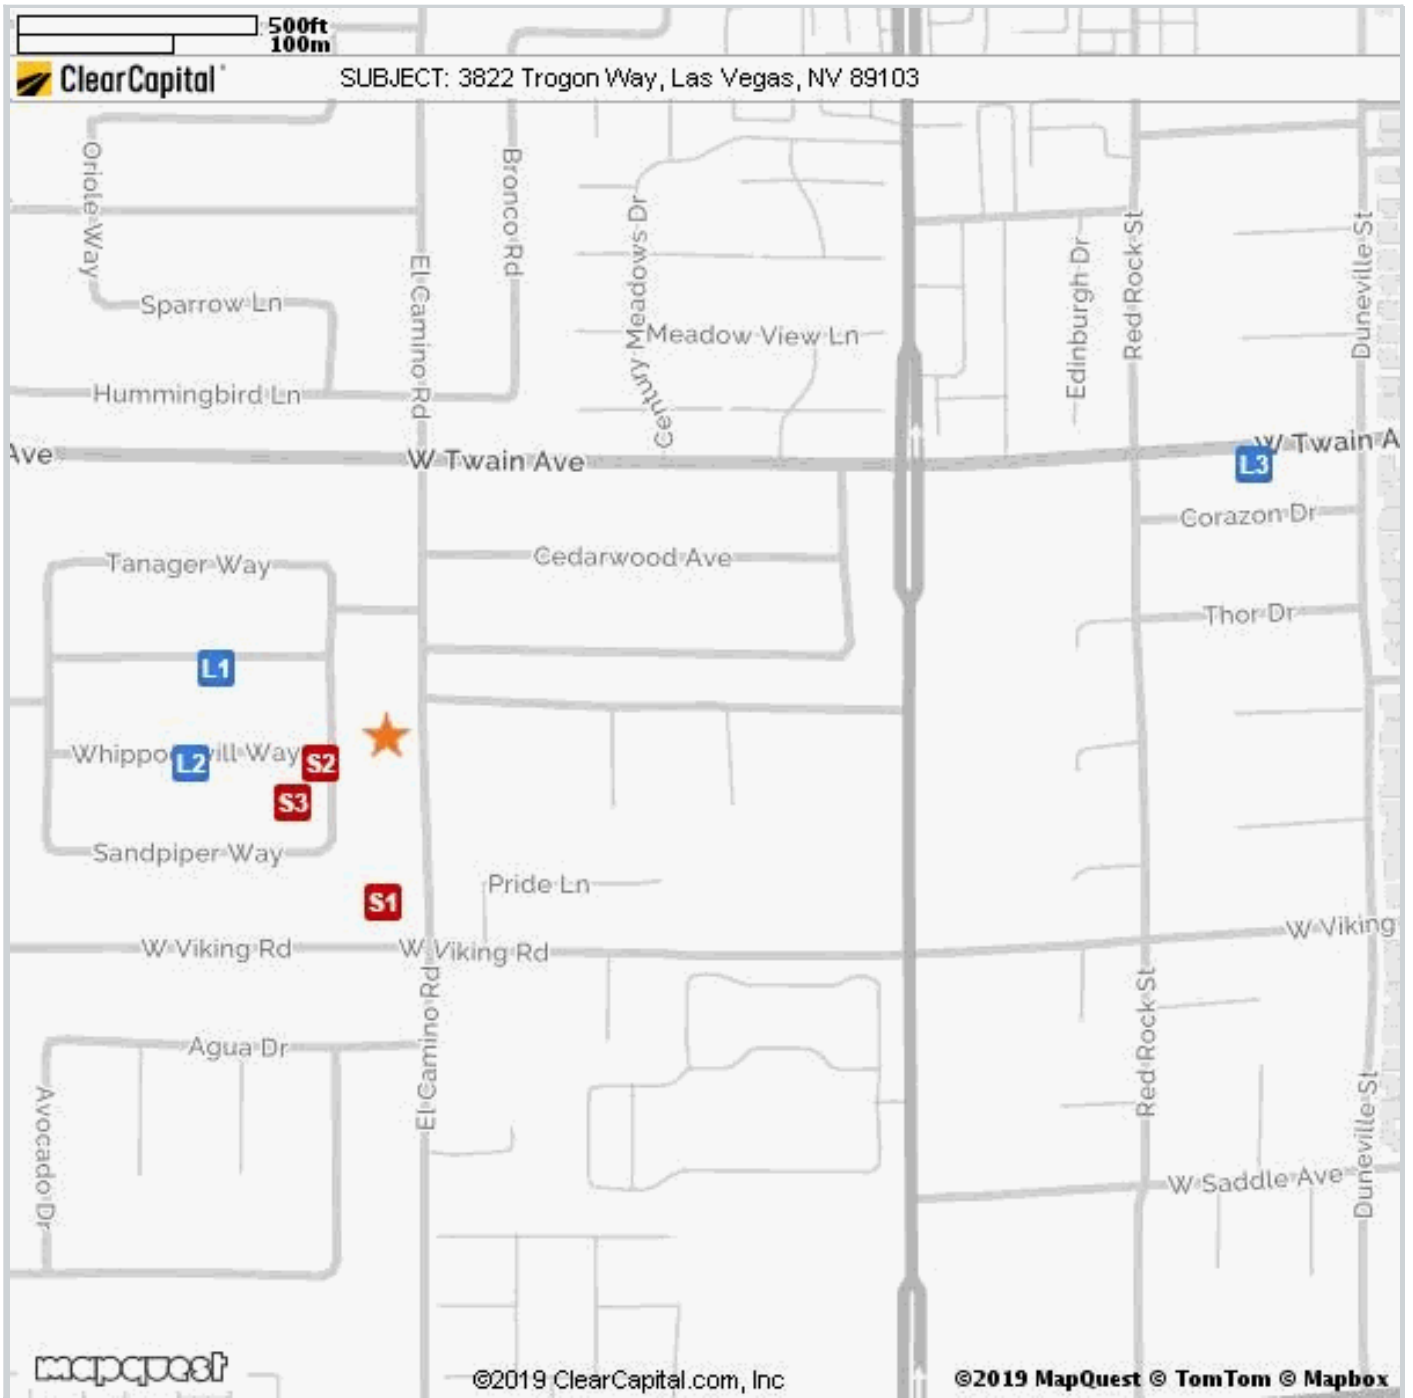 500ft
100m
ClearCapital
SUBJECT: 3822 Trogon Way, Las Vegas, NV 89103
Oriole Way
Bronco Rd
Century Meadows Dr
El Camino Rd
Edinburgh Dr
Red Rock St
Duneville St
Sparrow Ln
Meadow View Ln
Hummingbird Ln
Ave
W Twain Ave
W Twain A
L3
Corazon Dr
Tanager Way
Cedarwood Ave
Thor Dr
L1
Whippo
L2
ill Way
S2
S3
Sandpiper Way
Pride Ln
S1
W Viking Rd
W Viking Rd
W Viking
Agua Dr
El Camino Rd
Red Rock St
Avocado Dr
Duneville St
W Saddle Ave
mapquest
©2019 ClearCapital.com, Inc
©2019 MapQuest © TomTom © Mapbox